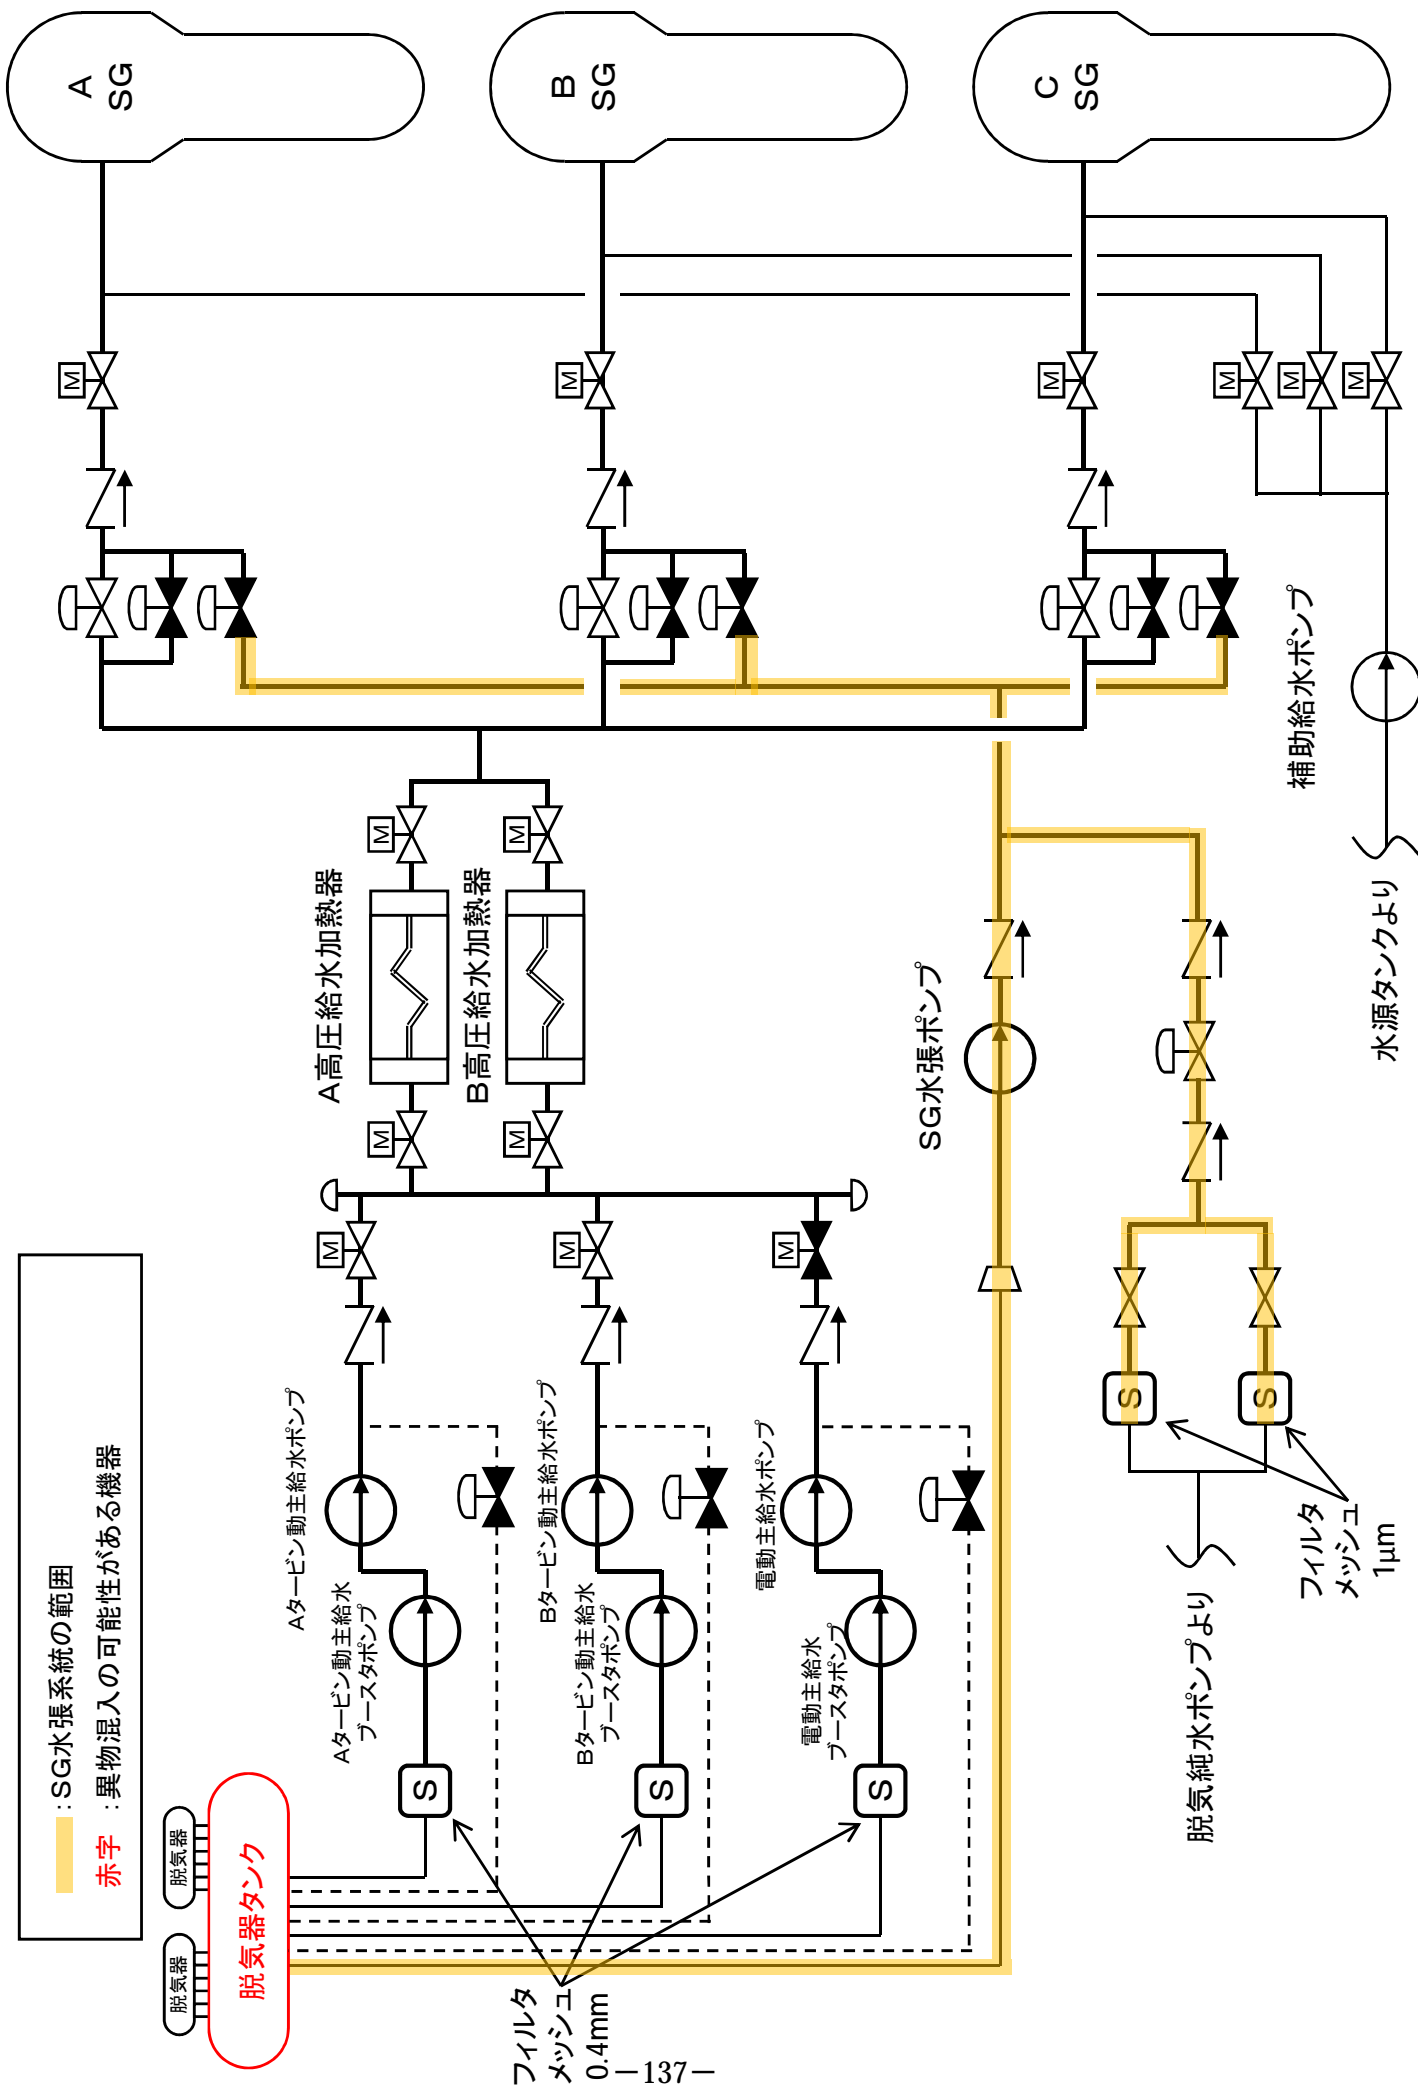 ：SG水張系統の範囲
赤字 ：異物混入の可能性がある機器
A
SG
B
SG
C
SG
M
M
M
M
M
M
M
M
M
M
M
M
M
A高圧給水加熱器
B高圧給水加熱器
補助給水ポンプ
水源タンクより
SG水張ポンプ
Aタービン動主給水ポンプ
Bタービン動主給水ポンプ
電動主給水ポンプ
Aタービン動主給水
ブースタポンプ
Bタービン動主給水
ブースタポンプ
電動主給水
ブースタポンプ
S
S
S
S
S
脱気器
脱気器
脱気器タンク
フィルタ
メッシュ
0.4mm
フィルタ
メッシュ
1μm
脱気純水ポンプより
－137－